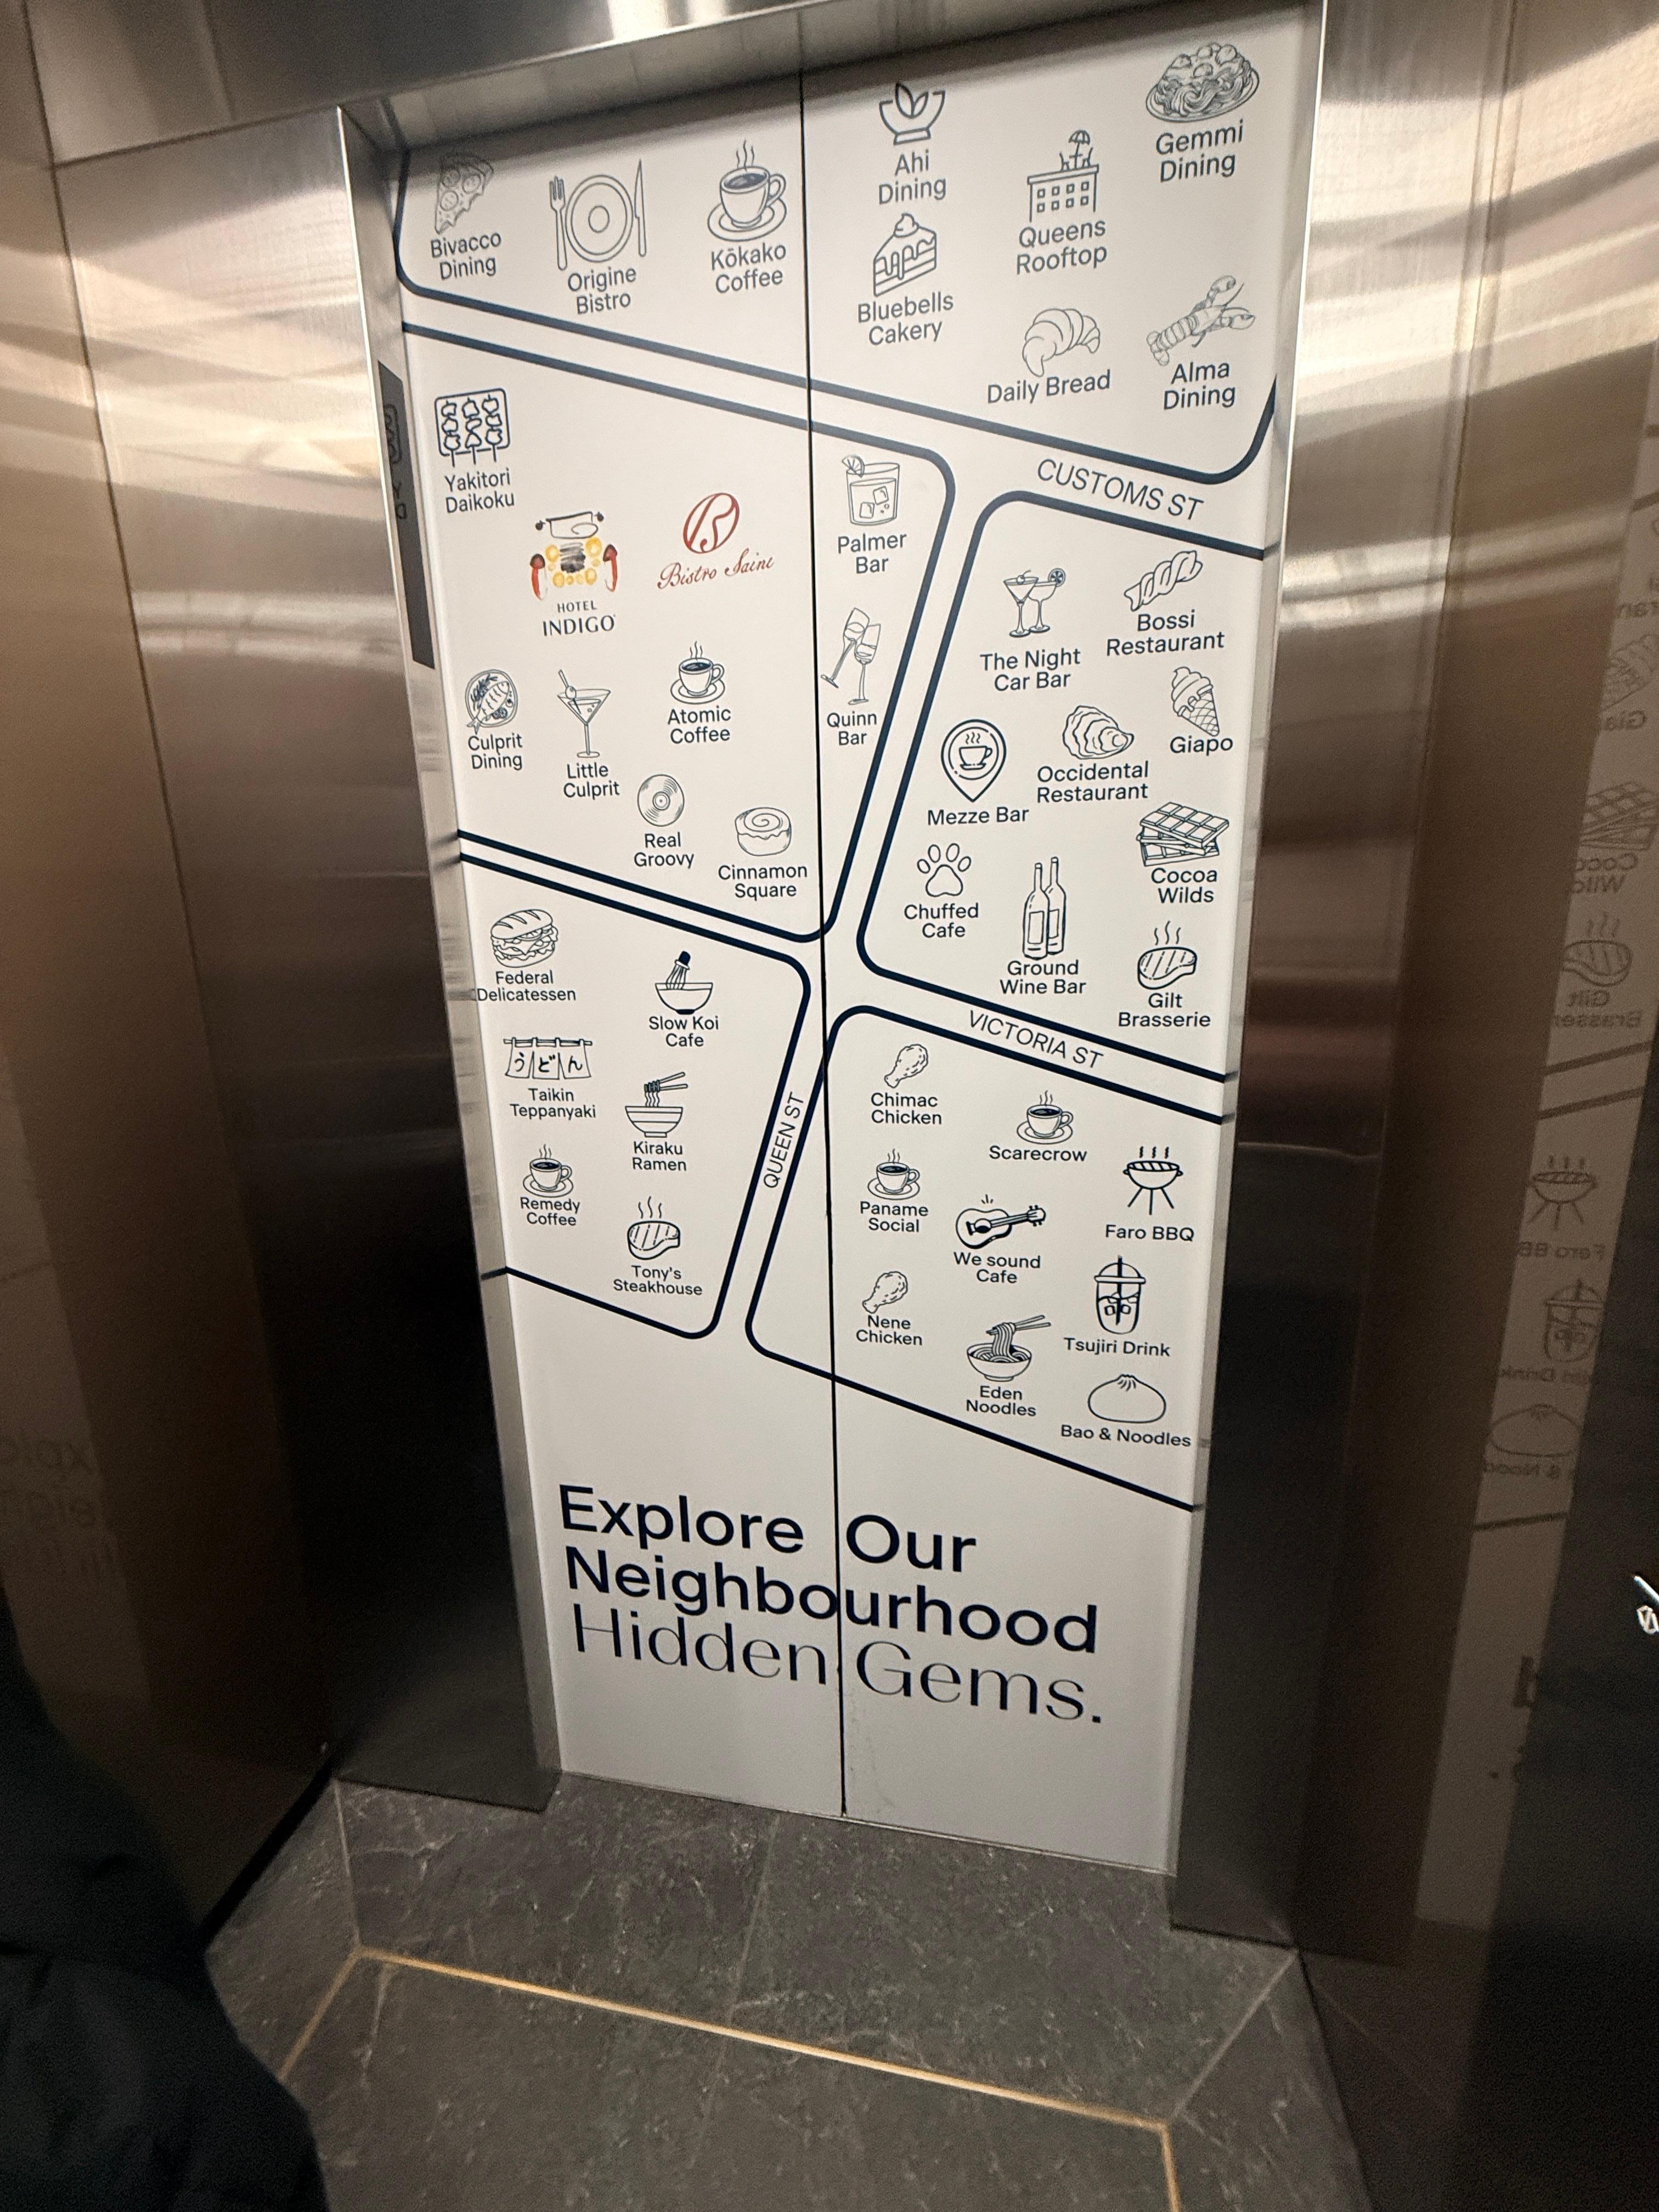 Bivacco
Dining
Origine
Bistro
Kōkako
Coffee
Ahi
Dining
Bluebells
Cakery
Queens
Rooftop
Gemmi
Dining
Daily Bread
Alma
Dining
CUSTOMS ST
Yakitori
Daikoku
HOTEL
INDIGO
B
Bistro Saine
Palmer
Bar
Quinn
Bar
Culprit
Dining
Little
Culprit
Atomic
Coffee
Real
Groovy
Cinnamon
Square
The Night
Car Bar
Bossi
Restaurant
Giapo
Mezze Bar
Occidental
Restaurant
Cocoa
Wilds
Chuffed
Cafe
Ground
Wine Bar
Gilt
Brasserie
VICTORIA ST
Federal
Delicatessen
Slow Koi
Cafe
うどん
Taikin
Teppanyaki
Kiraku
Ramen
Remedy
Coffee
Tony's
Steakhouse
QUEEN ST
Chimac
Chicken
Scarecrow
Paname
Social
We sound
Cafe
Faro BBQ
Nene
Chicken
Eden
Noodles
Tsujiri Drink
Bao & Noodles
Explore Our
Neighbourhood
Hidden Gems.